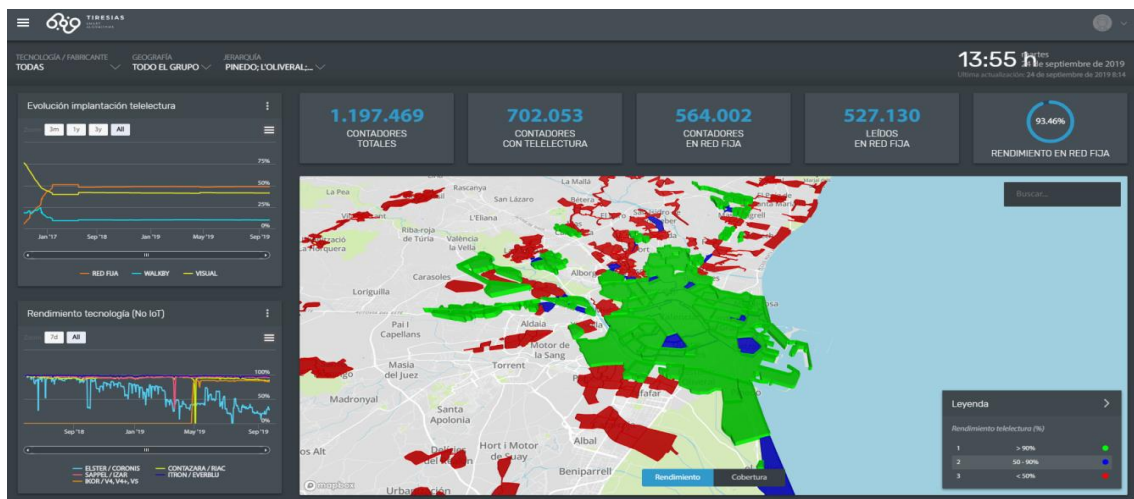 TIRESIAS
TECNOLOGÍA / FABRICANTE
TODAS
GEOGRAFÍA
TODO EL GRUPO
JERARQUÍA
PINEDO; L'OLIVERAL;...
13:55 h
martes
24 de septiembre de 2019
Última actualización: 24 de septiembre de 2019 8:14
Evolución implantación telelectura
3m 1y 3y All
75%
50%
25%
0%
Jan '17 Sep '18 Jan '19 May '19 Sep '19
RED FIJA WALKBY VISUAL
1.197.469
CONTADORES
TOTALES
702.053
CONTADORES
CON TELELECTURA
564.002
CONTADORES
EN RED FIJA
527.130
LEÍDOS
EN RED FIJA
93.46%
RENDIMIENTO EN RED FIJA
Rendimiento tecnología (No IoT)
7d All
100%
50%
0%
Sep '18 Jan '19 May '19 Sep '19
ELSTER / CORONIS CONTAZARA / RIAC
SAPPEL / IZAR ITRON / EVERBLU
IKOR / V4, V4+, V5
Buscar...
La Pea
Rascanya
La Malla
San Lázaro
Bétera
L'Eliana
Riba-roja
de Túria
València
la Vella
Carasoles
Loriguilla
Pai l
Capellans
Aldaia
Motor de
la Sang
Masia
del Juez
Torrent
Madronyal
Santa
Apolonia
Albal
Hort i Motor
de Suay
Beniparrell
mapbox
Rendimiento Cobertura
Leyenda
Rendimiento telelectura (%)
1 > 90%
2 50 - 90%
3 < 50%